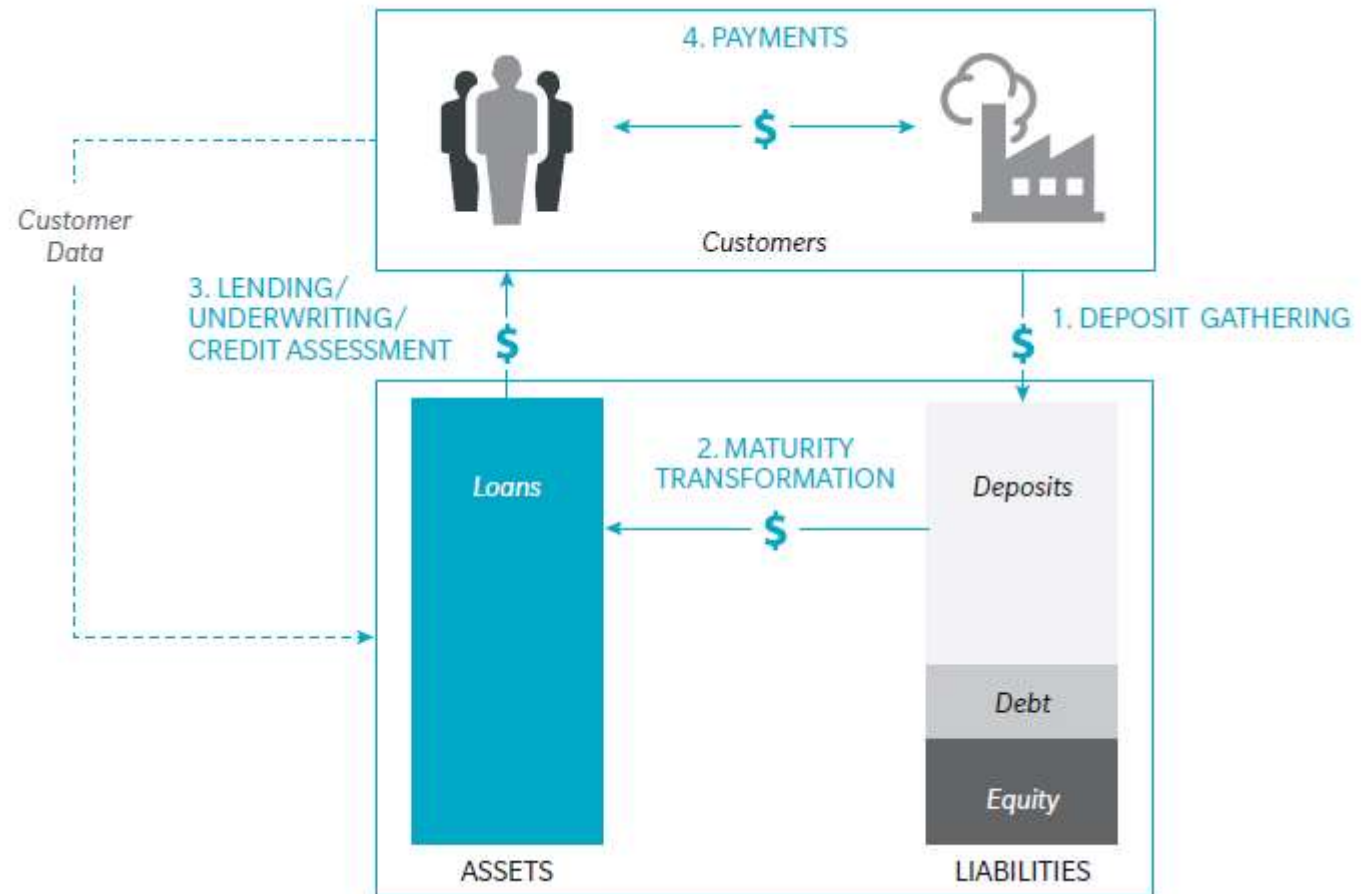 4. PAYMENTS
$
Customers
Customer
Data
3. LENDING/
UNDERWRITING/
CREDIT ASSESSMENT
$
$
1. DEPOSIT GATHERING
Loans
2. MATURITY
TRANSFORMATION
$
Deposits
Debt
Equity
ASSETS
LIABILITIES